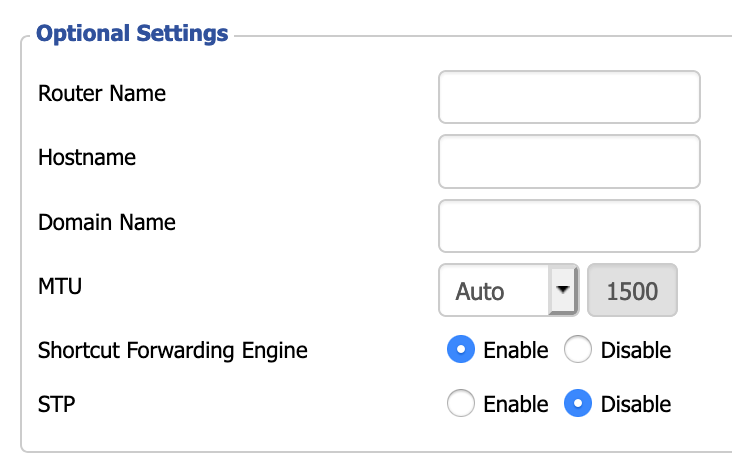 Optional Settings
Router Name
Hostname
Domain Name
MTU Auto 1500
Shortcut Forwarding Engine Enable Disable
STP Enable Disable